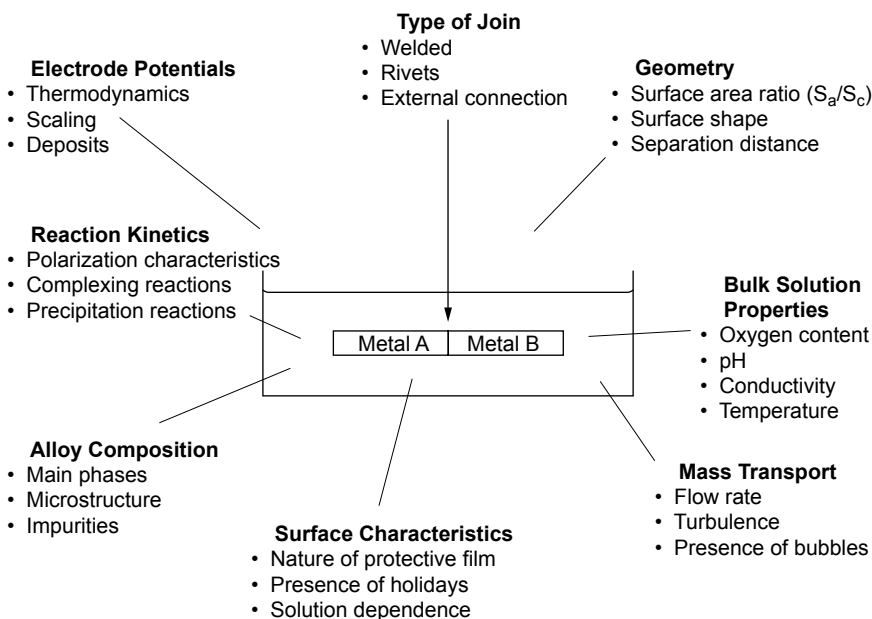 Type of Join
• Welded
• Rivets
• External connection
Electrode Potentials
• Thermodynamics
• Scaling
• Deposits
Geometry
• Surface area ratio (Sa/Sc)
• Surface shape
• Separation distance
Reaction Kinetics
• Polarization characteristics
• Complexing reactions
• Precipitation reactions
Metal A
Metal B
Bulk Solution
Properties
• Oxygen content
• pH
• Conductivity
• Temperature
Alloy Composition
• Main phases
• Microstructure
• Impurities
Surface Characteristics
• Nature of protective film
• Presence of holidays
• Solution dependence
Mass Transport
• Flow rate
• Turbulence
• Presence of bubbles